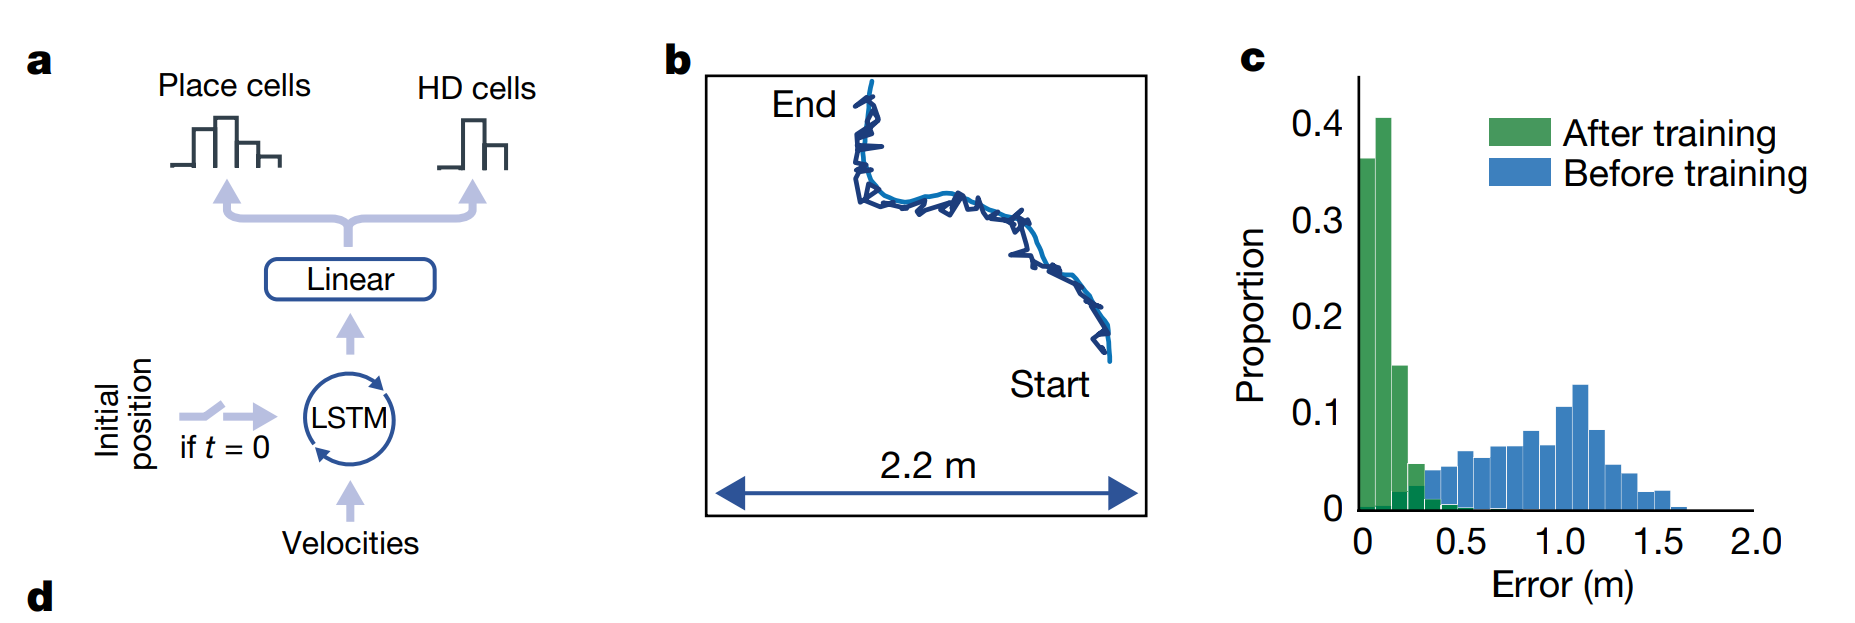 a
Place cells
HD cells
Linear
Initial
position
if t = 0
LSTM
Velocities
b
End
Start
2.2 m
c
After training
Before training
Proportion
0.4
0.3
0.2
0.1
0
0 0.5 1.0 1.5 2.0
Error (m)
d